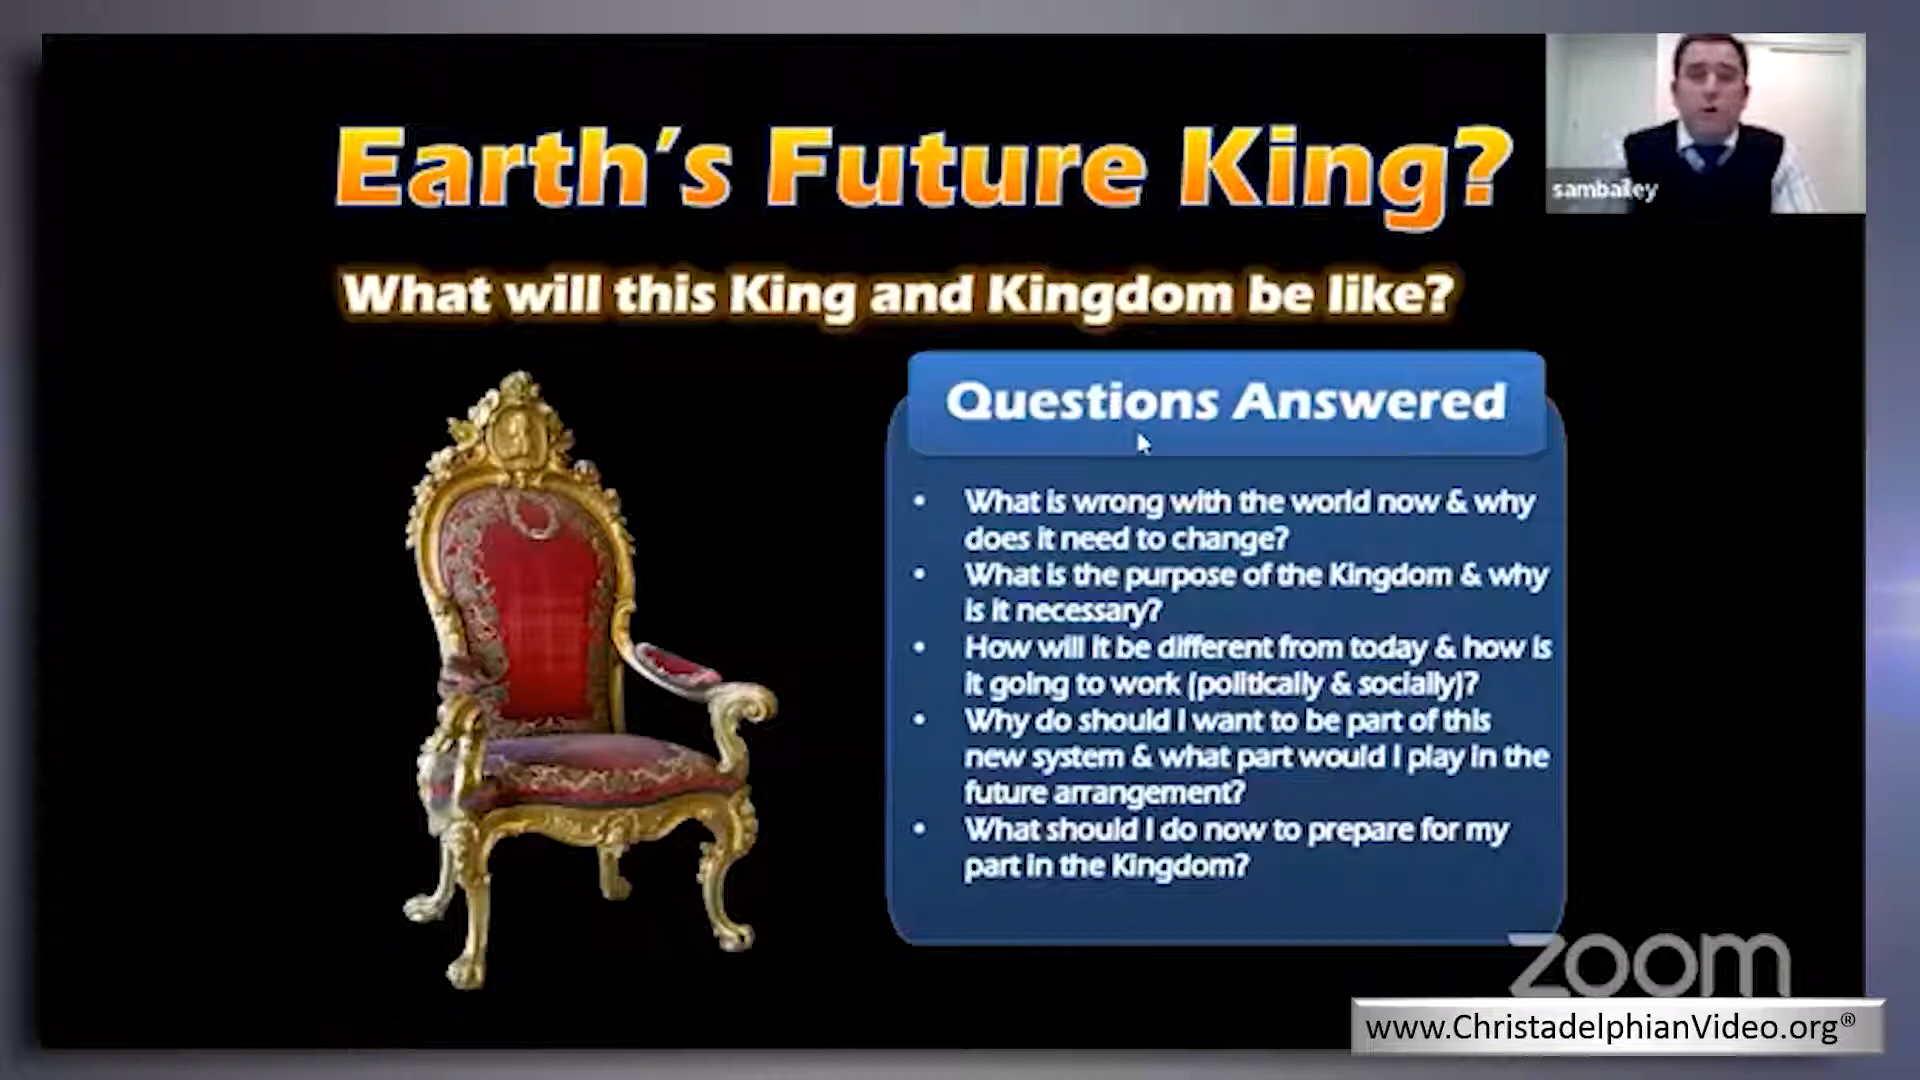 Earth's Future King?
sambailey
What will this King and Kingdom be like?
Questions Answered
• What is wrong with the world now & why
does it need to change?
• What is the purpose of the Kingdom & why
is it necessary?
• How will it be different from today & how is
it going to work (politically & socially)?
• Why do should I want to be part of this
new system & what part would I play in the
future arrangement?
• What should I do now to prepare for my
part in the Kingdom?
zoom
www.ChristadelphianVideo.org®